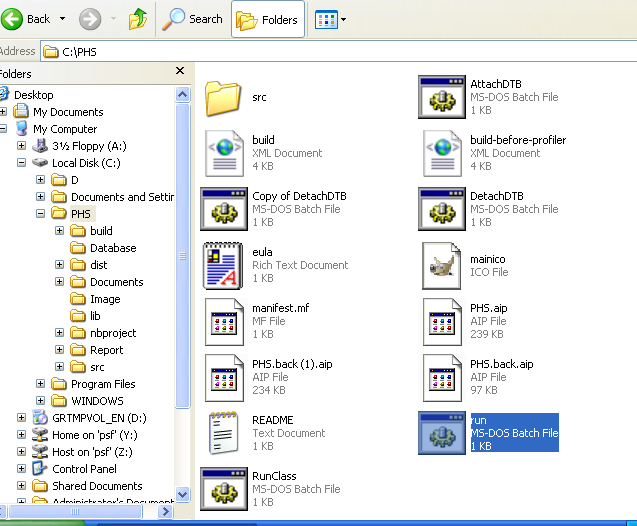 Back
Search
Folders
Address
C:\PHS
Folders
Desktop
My Documents
My Computer
3½ Floppy (A:)
Local Disk (C:)
D
Documents and Settin
PHS
build
Database
dist
Documents
Image
lib
nbproject
Report
src
Program Files
WINDOWS
GRTMPVOL_EN (D:)
Home on 'psf' (Y:)
Host on 'psf' (Z:)
Control Panel
Shared Documents
Administrator's Document
src
AttachDTB
MS-DOS Batch File
1 KB
build
XML Document
4 KB
build-before-profiler
XML Document
4 KB
Copy of DetachDTB
MS-DOS Batch File
1 KB
DetachDTB
MS-DOS Batch File
1 KB
eula
Rich Text Document
1 KB
mainico
ICO File
manifest.mf
MF File
1 KB
PHS.aip
AIP File
239 KB
PHS.back (1).aip
AIP File
234 KB
PHS.back.aip
AIP File
97 KB
README
Text Document
1 KB
run
MS-DOS Batch File
1 KB
RunClass
MS-DOS Batch File
1 KB